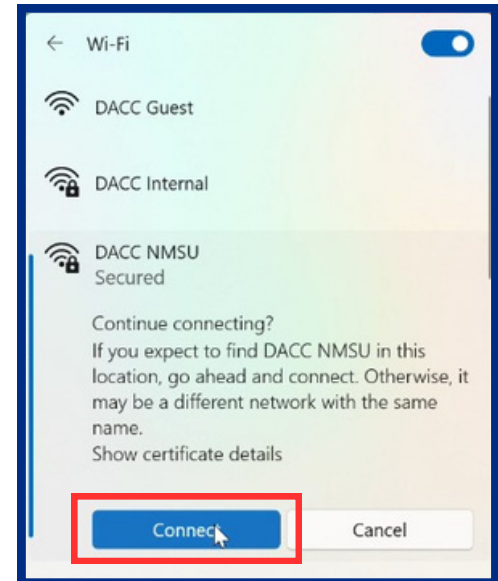 Wi-Fi
DACC Guest
DACC Internal
DACC NMSU
Secured
Continue connecting?
If you expect to find DACC NMSU in this
location, go ahead and connect. Otherwise, it
may be a different network with the same
name.
Show certificate details
Connect Cancel